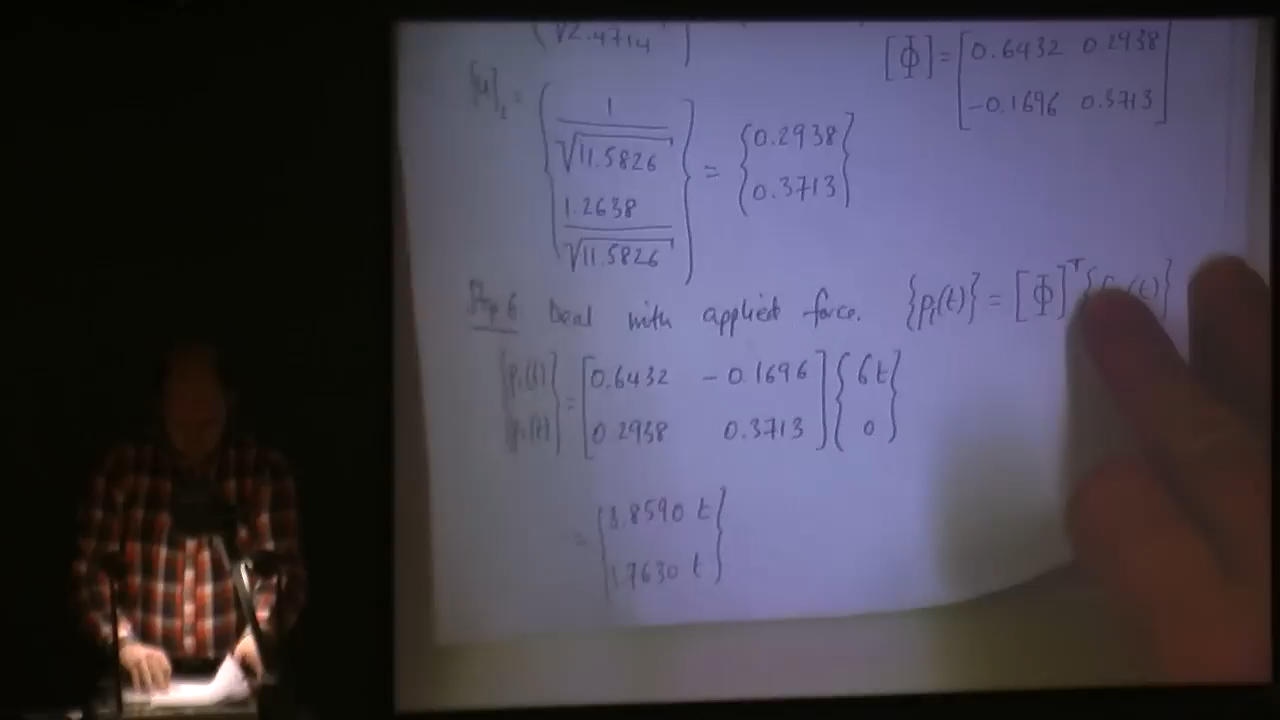 √2.4714
[Φ] = [0.6432 0.2938
-0.1696 0.3713]
{u}₂ = {1/√11.5826
1.2638/√11.5826} = {0.2938
0.3713}
Step 6 Deal with applied force. {pᵢ(t)} = [Φ]ᵀ{ (t)}
{p₁(t)
p₂(t)} = [0.6432 -0.1696
0.2938 0.3713]{6t
0}
= {3.8590 t
1.7630 t}